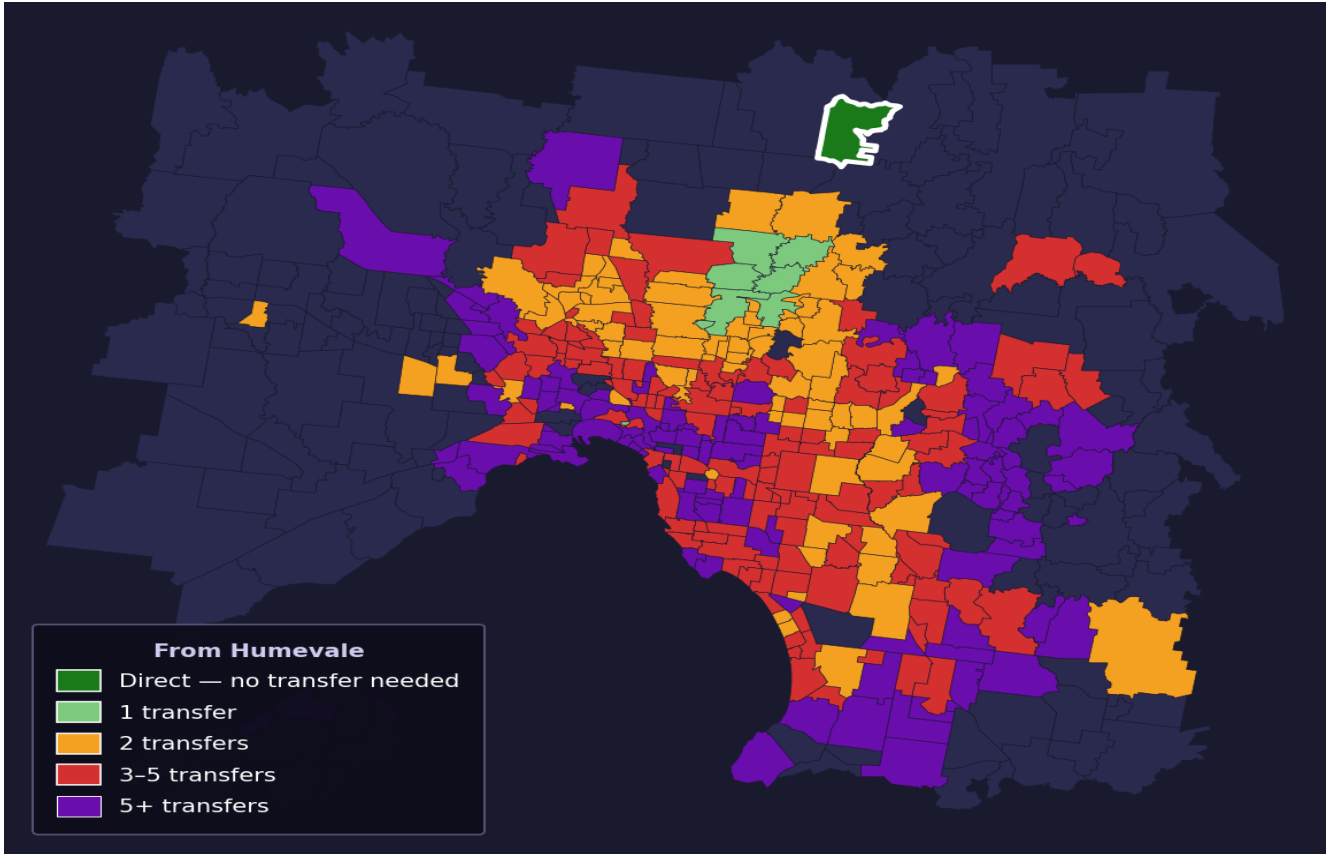 From Humevale
Direct — no transfer needed
1 transfer
2 transfers
3–5 transfers
5+ transfers